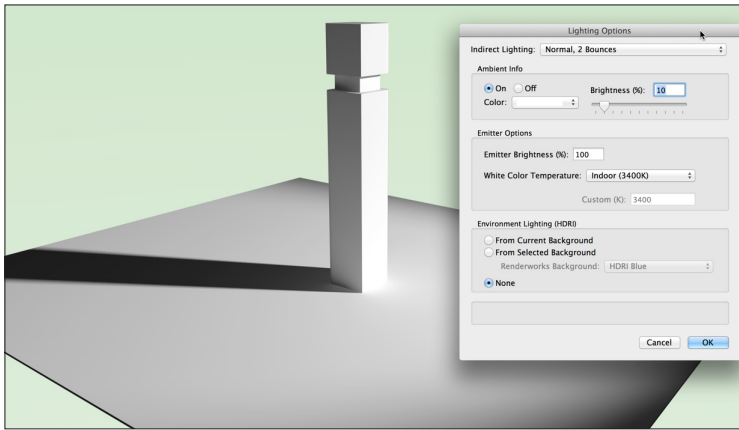 Lighting Options
Indirect Lighting: Normal, 2 Bounces
Ambient Info
On Off Brightness (%): 10
Color:
Emitter Options
Emitter Brightness (%): 100
White Color Temperature: Indoor (3400K)
Custom (K): 3400
Environment Lighting (HDRI)
From Current Background
From Selected Background
Renderworks Background: HDRI Blue
None
Cancel OK